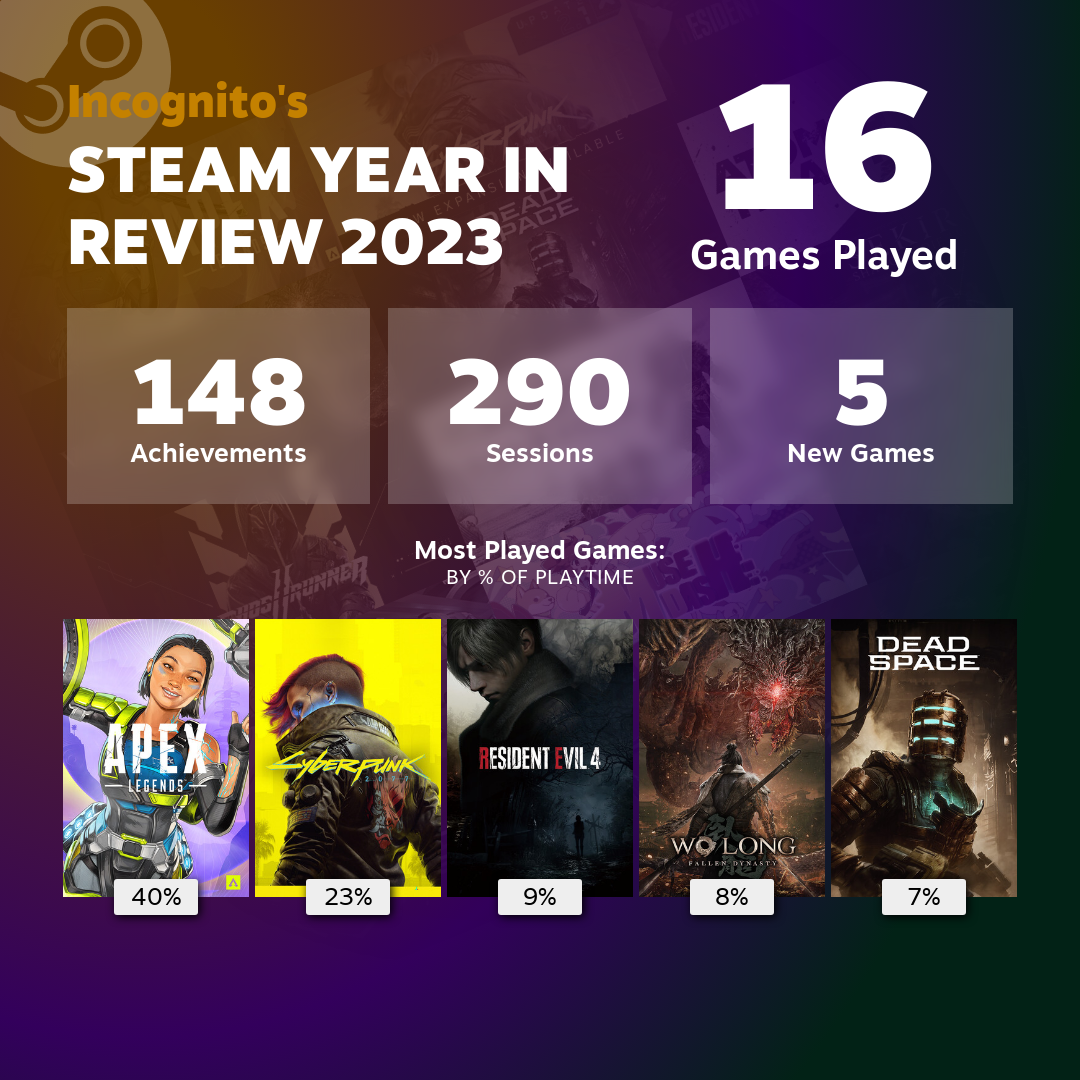 Incognito's
STEAM YEAR IN
REVIEW 2023
16
Games Played
148
Achievements
290
Sessions
5
New Games
Most Played Games:
BY % OF PLAYTIME
APEX
LEGENDS
Cyberpunk
2077
RESIDENT EVIL 4
WO LONG
FALLEN DYNASTY
DEAD
SPACE
40%
23%
9%
8%
7%